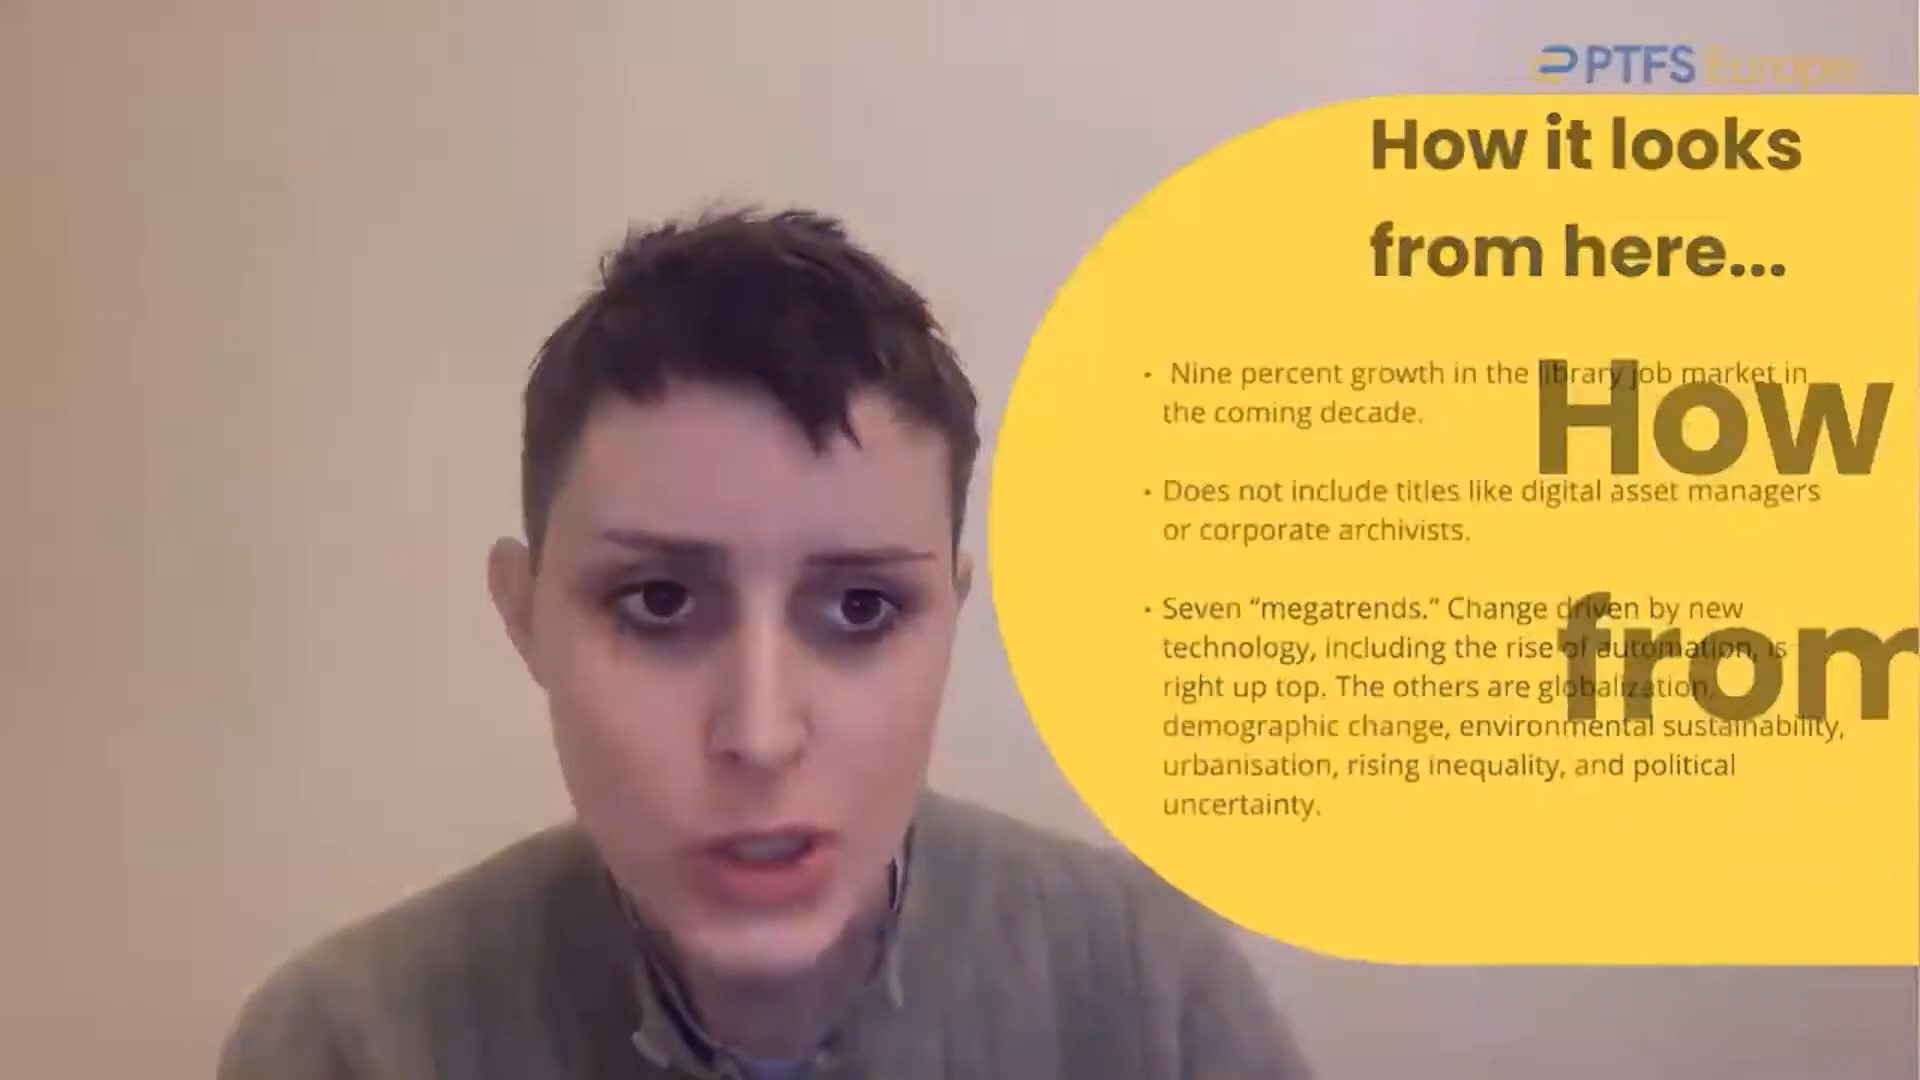 PTFS Europe
How it looks
from here...
• Nine percent growth in the library job market in
the coming decade.
• Does not include titles like digital asset managers
or corporate archivists.
• Seven “megatrends.” Change driven by new
technology, including the rise of automation, is
right up top. The others are globalization,
demographic change, environmental sustainability,
urbanisation, rising inequality, and political
uncertainty.
How
from